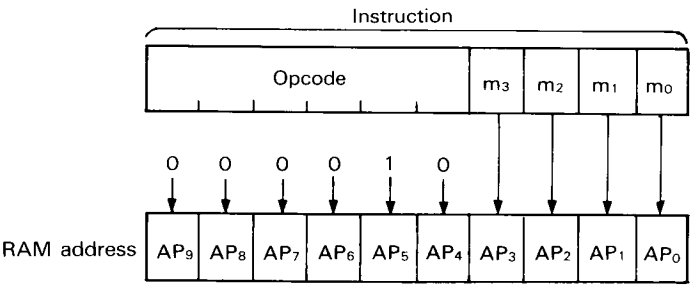 Instruction
Opcode m₃ m₂ m₁ m₀
0 0 0 0 1 0
RAM address AP₉ AP₈ AP₇ AP₆ AP₅ AP₄ AP₃ AP₂ AP₁ AP₀